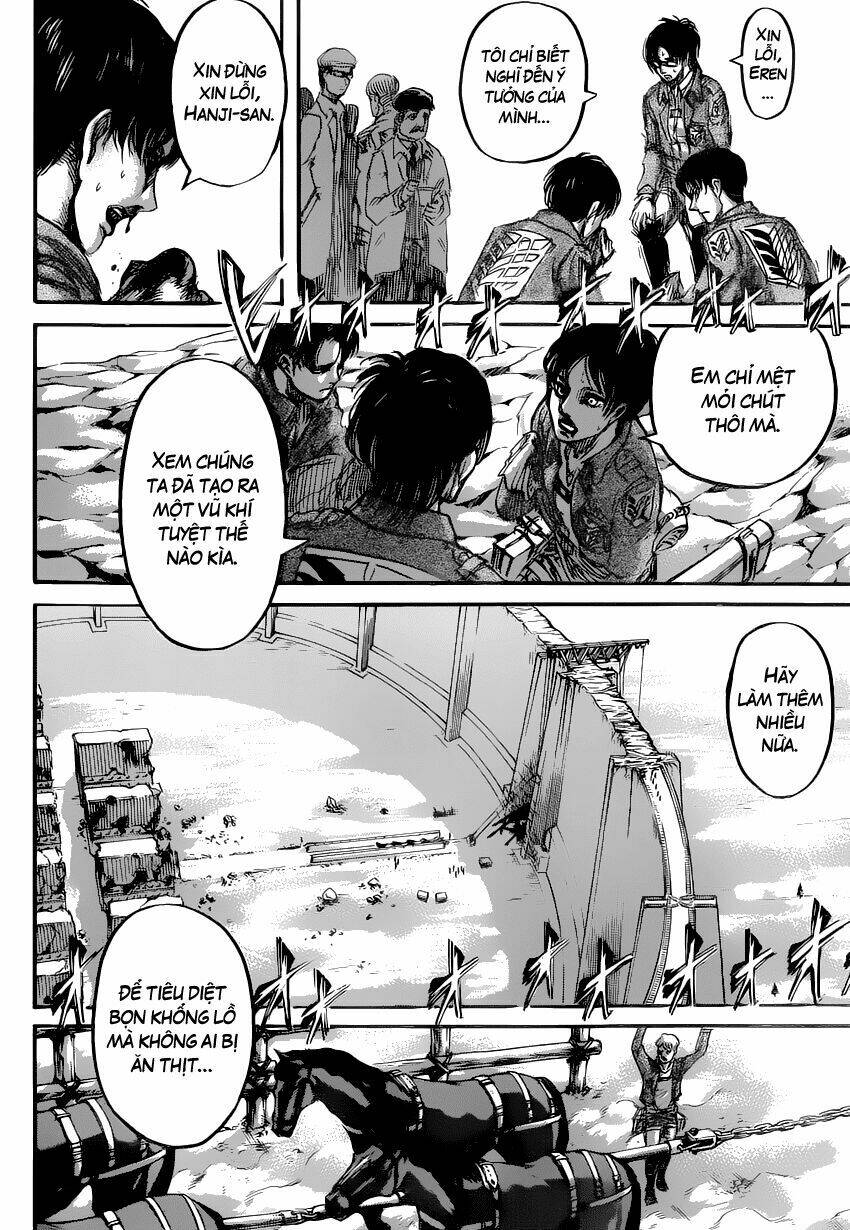 XIN
LỖI,
EREN
...
TÔI CHỈ BIẾT
NGHĨ ĐẾN Ý
TƯỞNG CỦA
MÌNH...
XIN ĐỪNG
XIN LỖI,
HANJI-SAN.
EM CHỈ MỆT
MỎI CHÚT
THÔI MÀ.
XEM CHÚNG
TA ĐÃ TẠO RA
MỘT VŨ KHÍ
TUYỆT THẾ
NÀO KÌA.
HÃY
LÀM THÊM
NHIỀU
NỮA.
ĐỂ TIÊU DIỆT
BỌN KHỔNG LỒ
MÀ KHÔNG AI BỊ
ĂN THỊT...